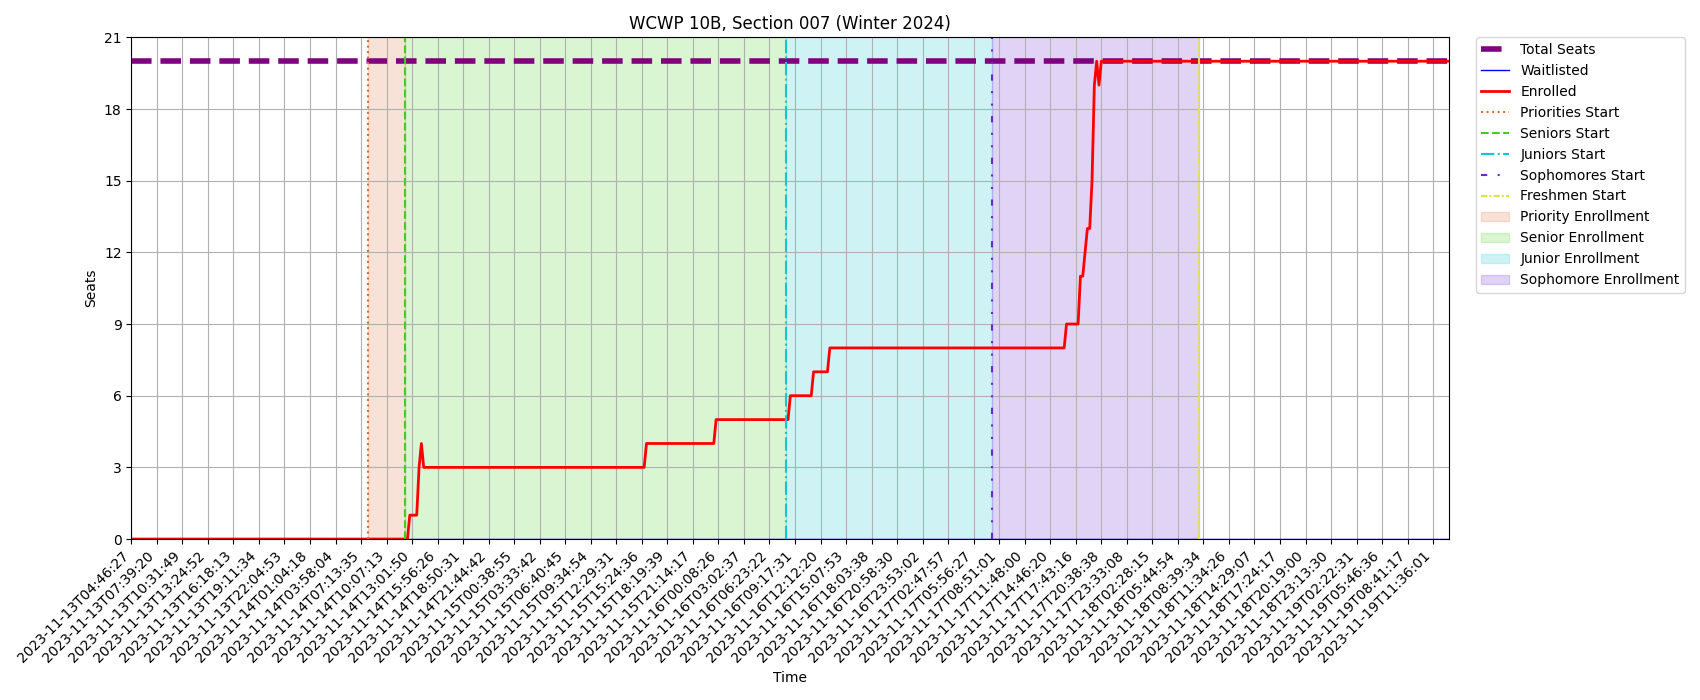 WCWP 10B, Section 007 (Winter 2024)
21
18
15
12
9
6
3
0
Seats
2023-11-13T04:46:27
2023-11-13T07:39:20
2023-11-13T10:31:49
2023-11-13T13:24:52
2023-11-13T16:18:13
2023-11-13T19:11:34
2023-11-13T22:04:53
2023-11-14T01:04:18
2023-11-14T03:58:04
2023-11-14T07:13:35
2023-11-14T10:07:13
2023-11-14T13:01:50
2023-11-14T15:56:26
2023-11-14T18:50:31
2023-11-14T21:44:42
2023-11-15T00:38:55
2023-11-15T03:33:42
2023-11-15T06:40:45
2023-11-15T09:34:54
2023-11-15T12:29:31
2023-11-15T15:24:36
2023-11-15T18:19:39
2023-11-15T21:14:17
2023-11-16T00:08:26
2023-11-16T03:02:37
2023-11-16T06:23:22
2023-11-16T09:17:31
2023-11-16T12:12:20
2023-11-16T15:07:53
2023-11-16T18:03:38
2023-11-16T20:58:30
2023-11-16T23:53:02
2023-11-17T02:47:57
2023-11-17T05:56:27
2023-11-17T08:51:01
2023-11-17T11:48:00
2023-11-17T14:46:20
2023-11-17T17:43:16
2023-11-17T20:38:38
2023-11-17T23:33:08
2023-11-18T02:28:15
2023-11-18T05:44:54
2023-11-18T08:39:34
2023-11-18T11:34:26
2023-11-18T14:29:07
2023-11-18T17:24:17
2023-11-18T20:19:00
2023-11-18T23:13:30
2023-11-19T02:22:31
2023-11-19T05:46:36
2023-11-19T08:41:17
2023-11-19T11:36:01
Time
Total Seats
Waitlisted
Enrolled
Priorities Start
Seniors Start
Juniors Start
Sophomores Start
Freshmen Start
Priority Enrollment
Senior Enrollment
Junior Enrollment
Sophomore Enrollment